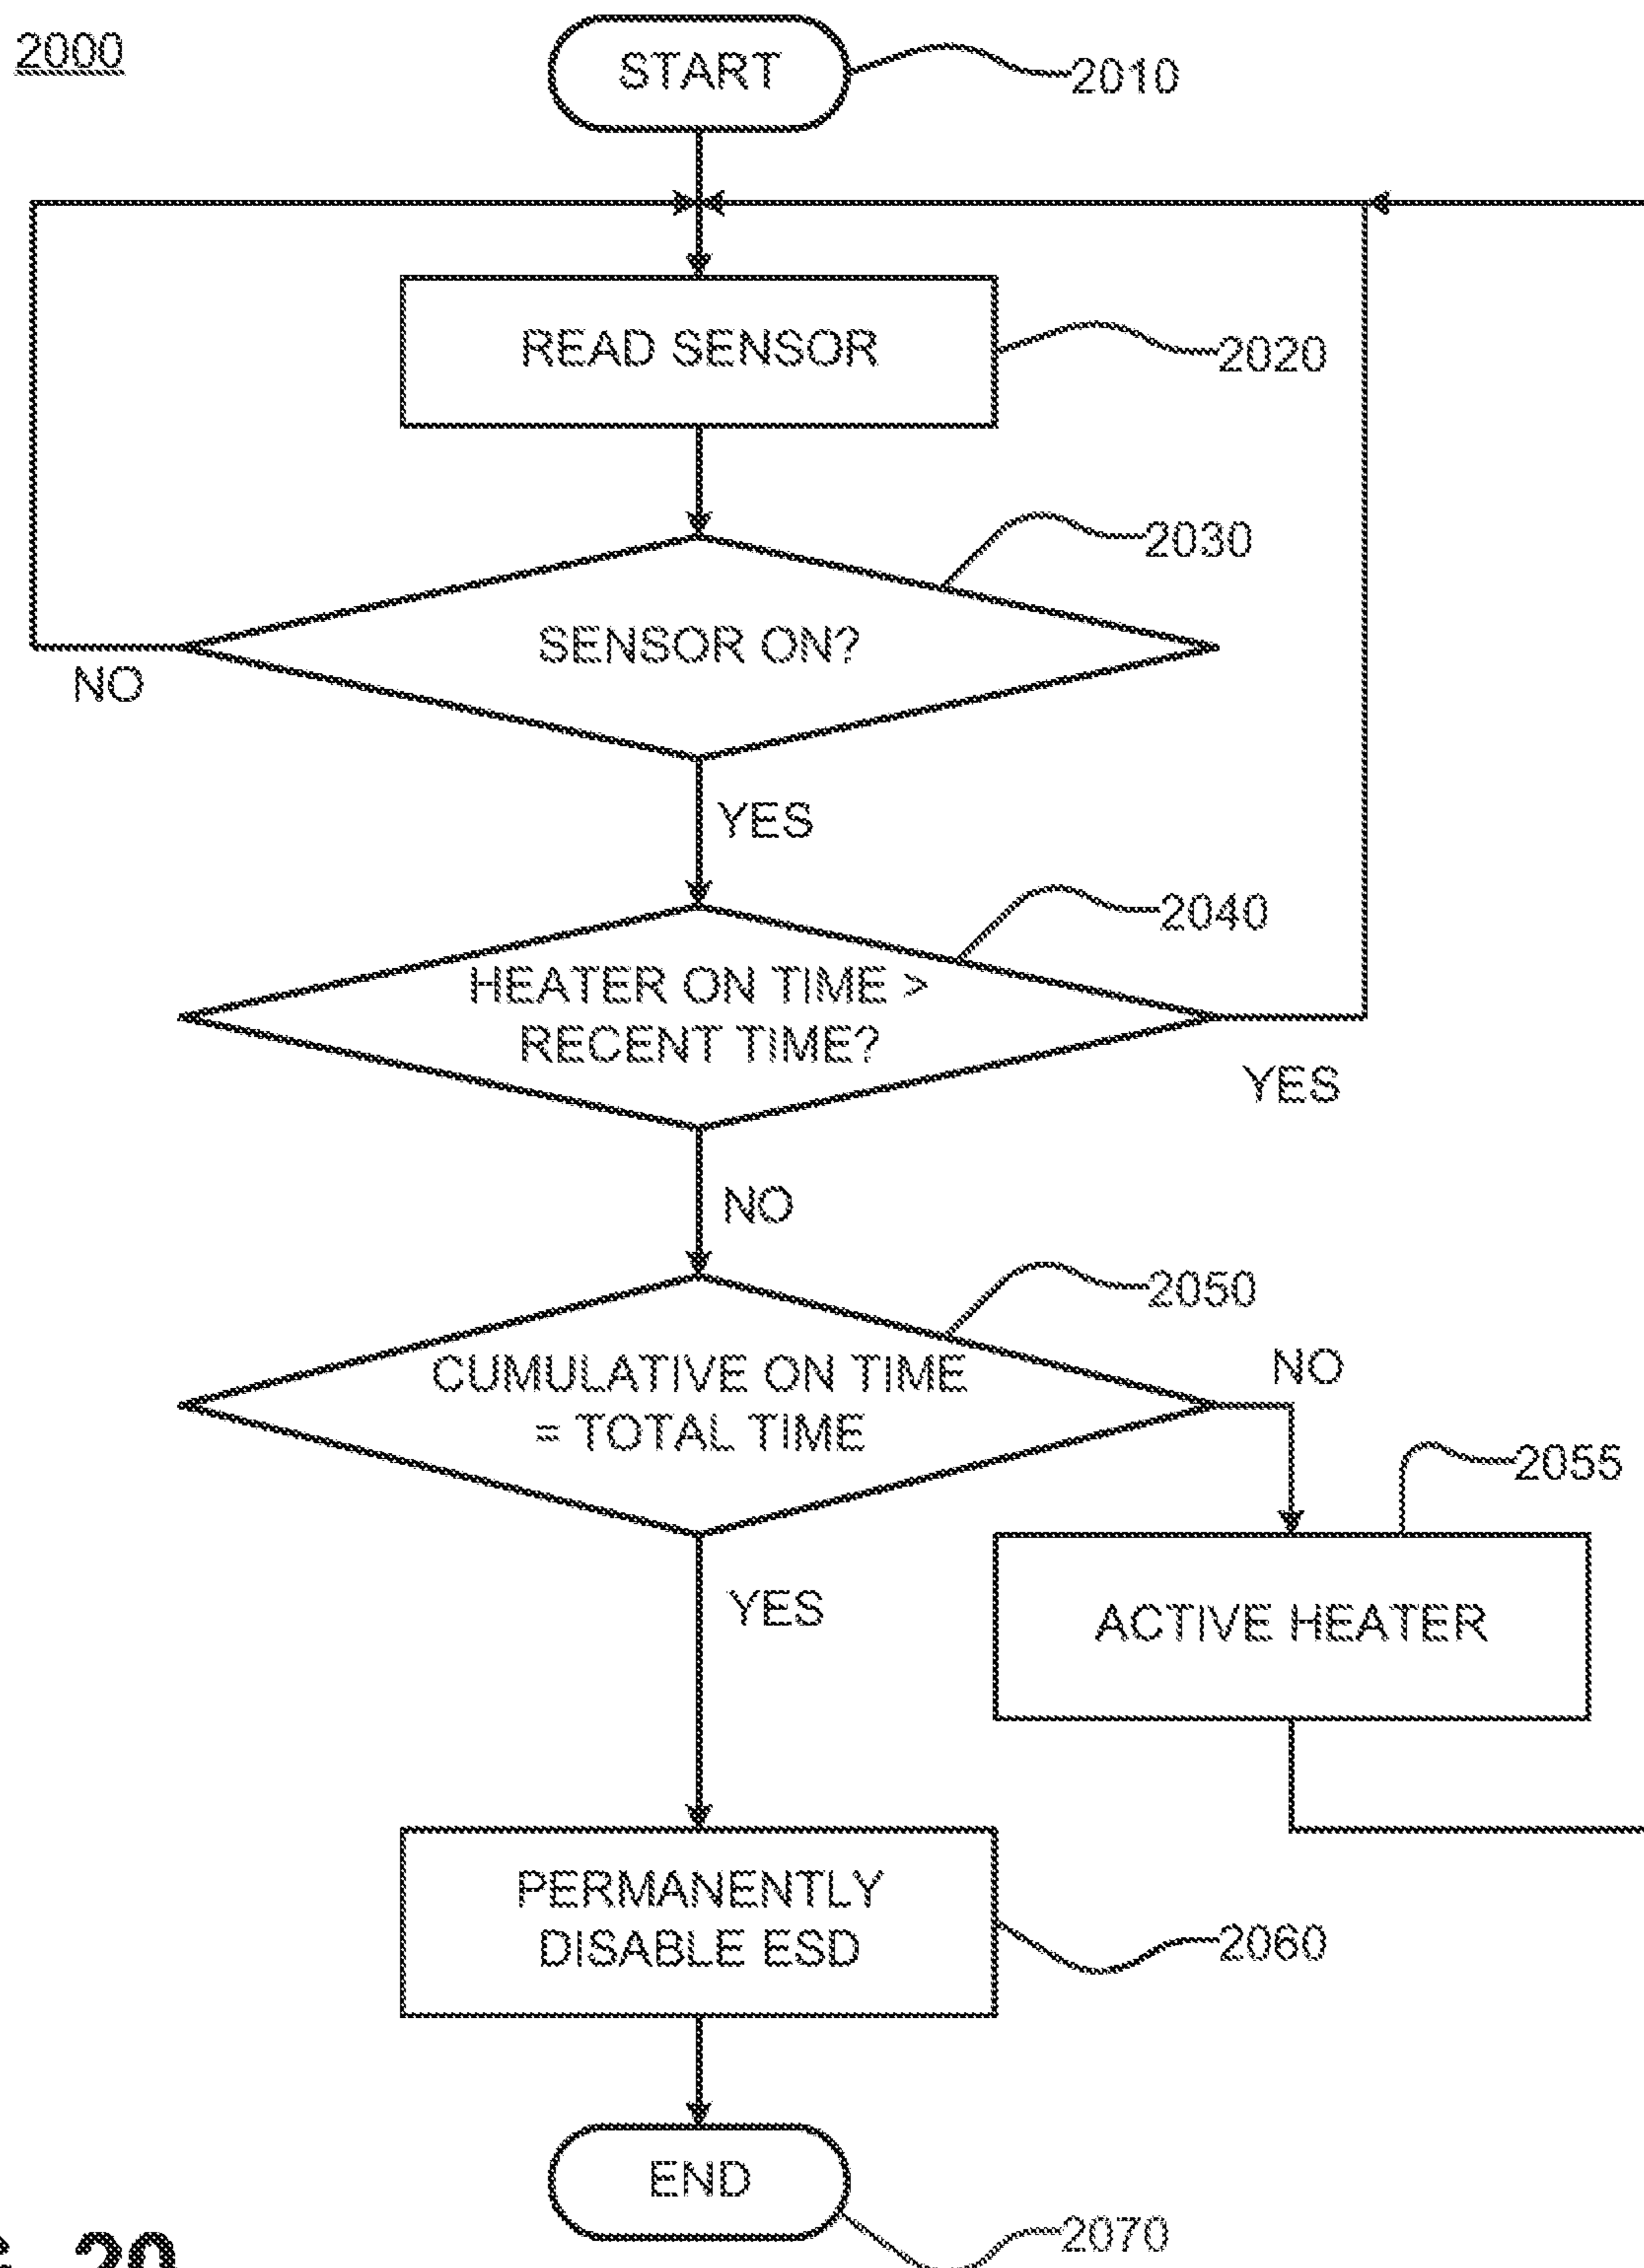 2000
START
2010
READ SENSOR
2020
2030
SENSOR ON?
NO
YES
2040
HEATER ON TIME >
RECENT TIME?
YES
NO
2050
CUMULATIVE ON TIME
= TOTAL TIME
NO
2055
YES
ACTIVE HEATER
PERMANENTLY
DISABLE ESD
2060
END
2070
20